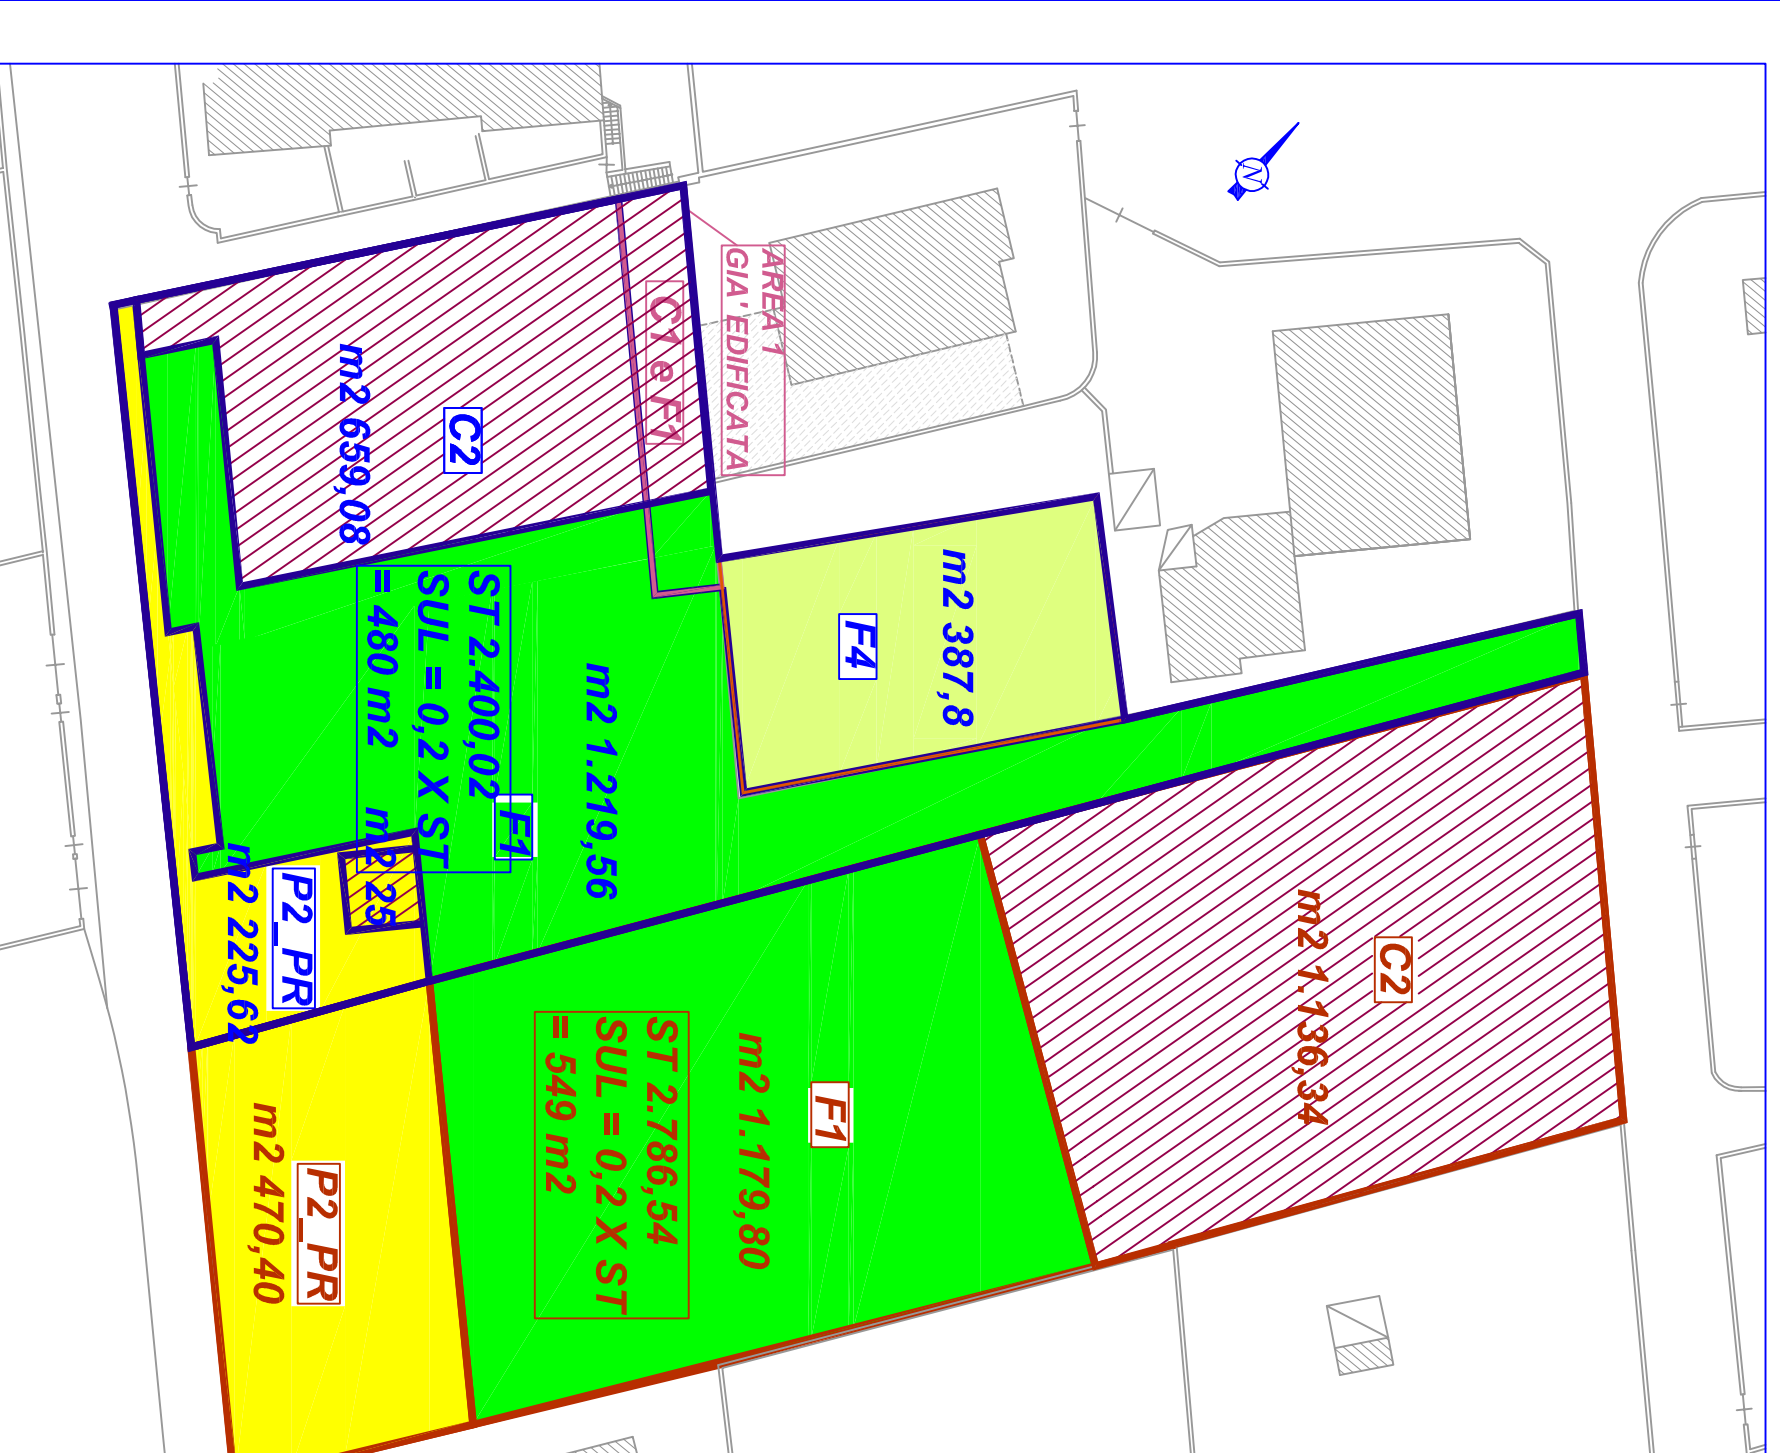 N
AREA 1
GIA' EDIFICATA
C1 e F1
C2
m2 659,08
m2 387,8
F4
ST 2.400,02
SUL = 0,2 X ST
= 480 m2
m2 1.219,56
F1
m2 25
P2_PR
m2 225,62
C2
m2 1.136,34
F1
m2 1.179,80
ST 2.786,54
SUL = 0,2 X ST
= 549 m2
P2_PR
m2 470,40